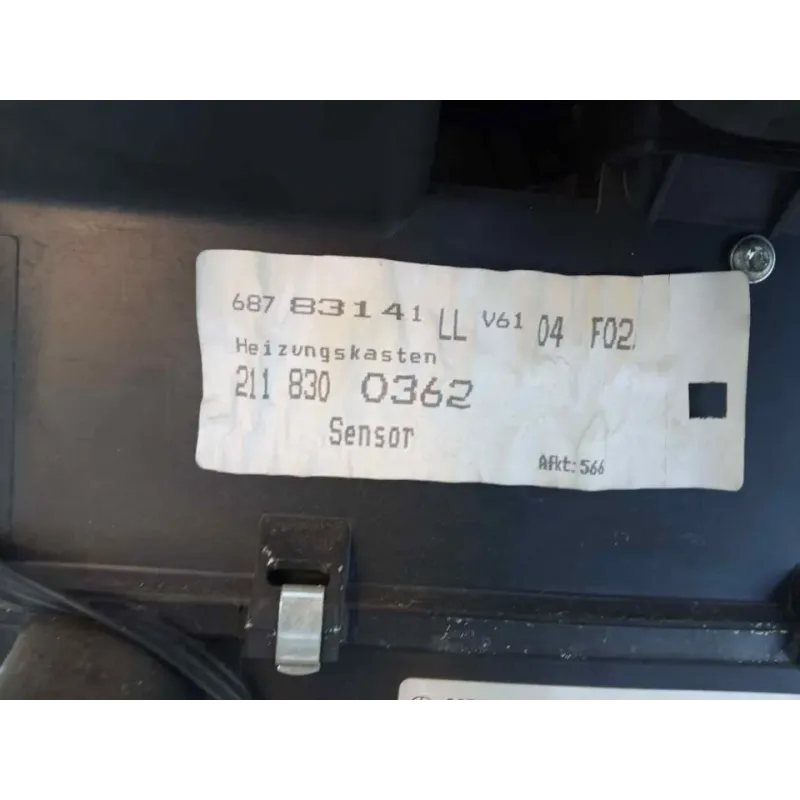 687 83141 LL V61 04 F02
Heizungskasten
211 830 0362
Sensor
Afkt: 566